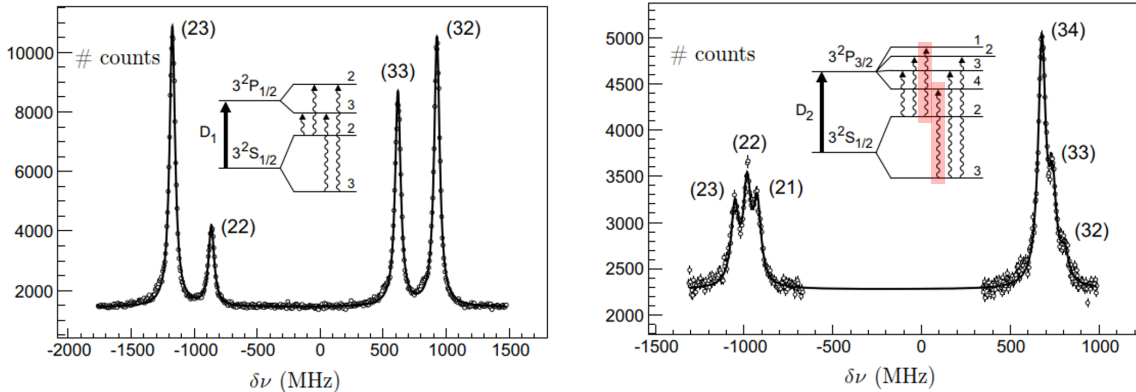 10000
8000
6000
4000
2000
# counts
(23)
(22)
(33)
(32)
3²P₁/₂
D₁
3²S₁/₂
2
3
2
3
-2000 -1500 -1000 -500 0 500 1000 1500
δν (MHz)
5000
4500
4000
3500
3000
2500
2000
# counts
(23)
(22)
(21)
(34)
(33)
(32)
3²P₃/₂
D₂
3²S₁/₂
1
2
3
4
2
3
-1500 -1000 -500 0 500 1000
δν (MHz)